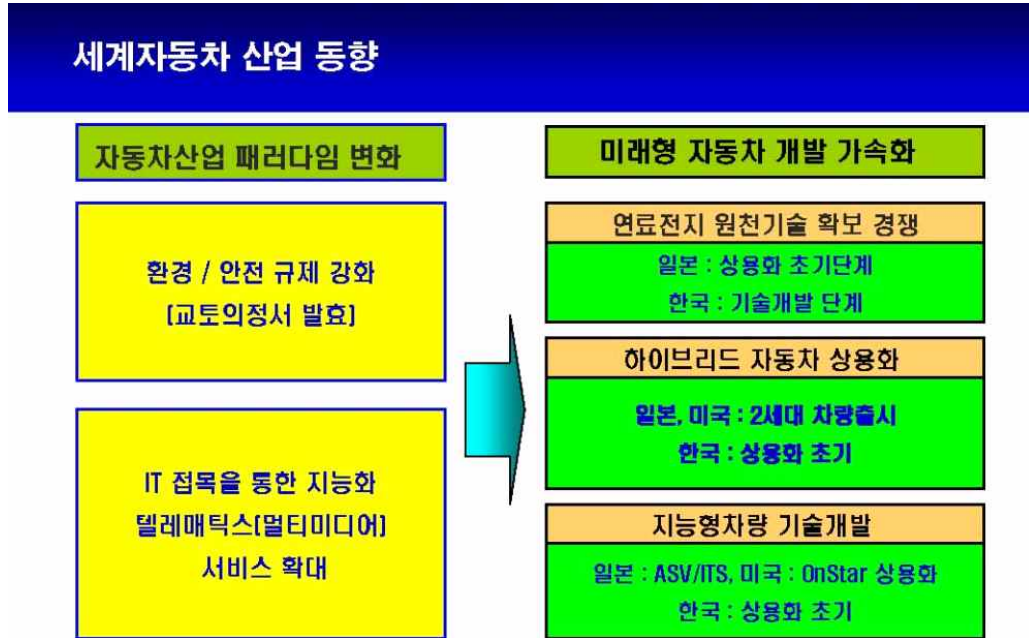 세계자동차 산업 동향
자동차산업 패러다임 변화
환경 / 안전 규제 강화
[교토의정서 발효]
IT 접목을 통한 지능화
텔레매틱스[멀티미디어]
서비스 확대
미래형 자동차 개발 가속화
연료전지 원천기술 확보 경쟁
일본 : 상용화 초기단계
한국 : 기술개발 단계
하이브리드 자동차 상용화
일본, 미국 : 2세대 차량출시
한국 : 상용화 초기
지능형차량 기술개발
일본 : ASV/ITS, 미국 : OnStar 상용화
한국 : 상용화 초기